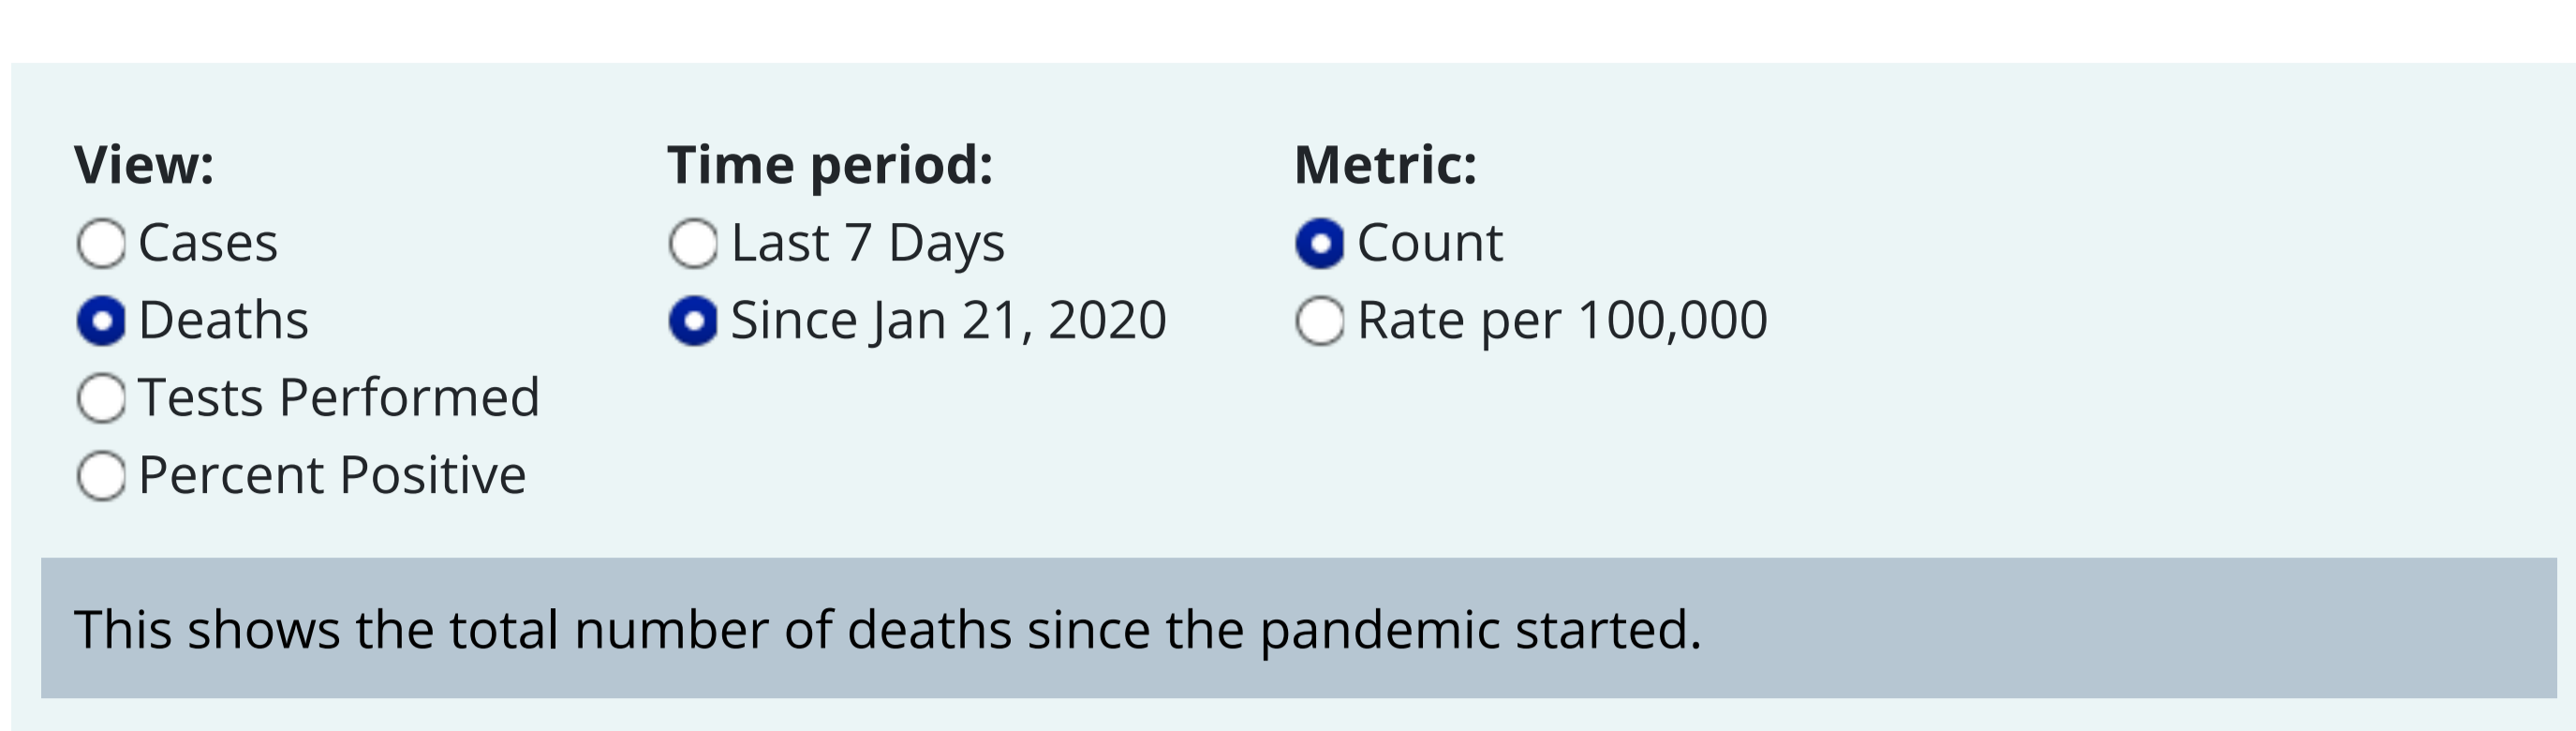 View:
Cases
Deaths
Tests Performed
Percent Positive
Time period:
Last 7 Days
Since Jan 21, 2020
Metric:
Count
Rate per 100,000
This shows the total number of deaths since the pandemic started.